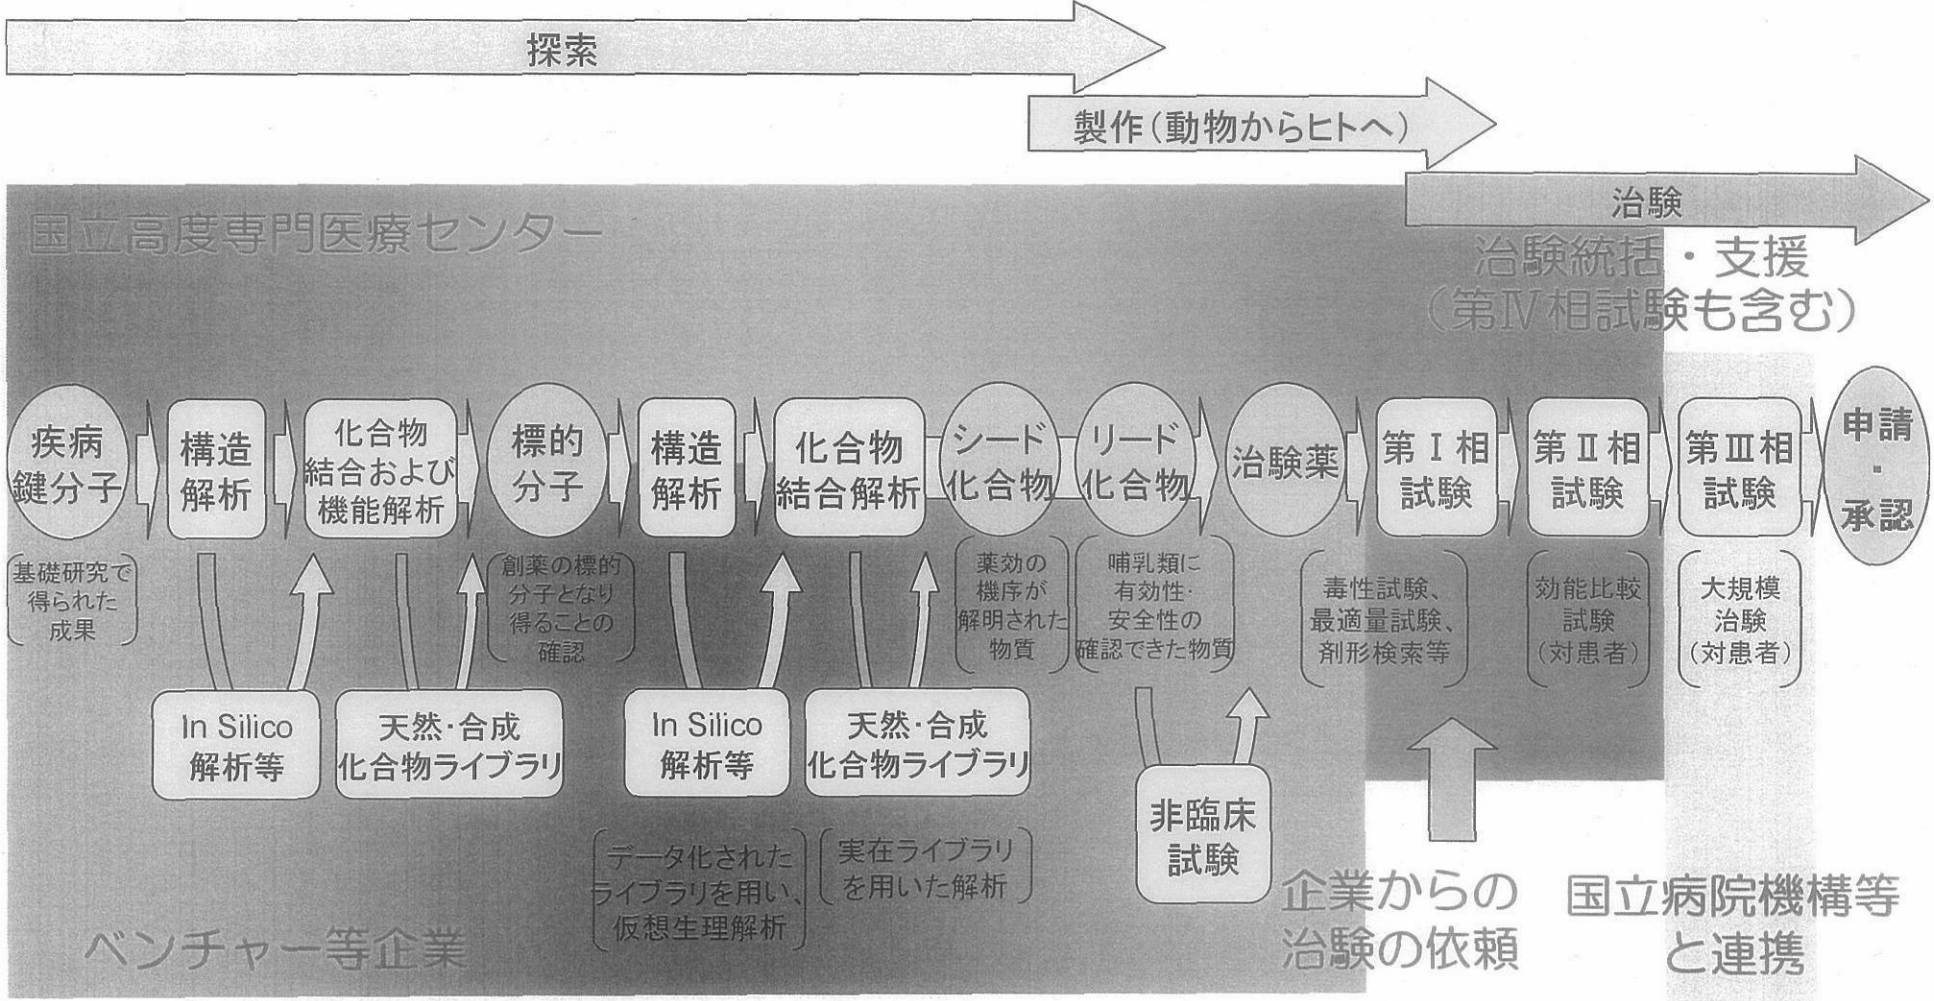 探索
製作(動物からヒトへ)
治験
国立高度専門医療センター
治験統括・支援
(第Ⅳ相試験も含む)
疾病
鍵分子
構造
解析
化合物
結合および
機能解析
標的
分子
構造
解析
化合物
結合解析
シード
化合物
リード
化合物
治験薬
第Ⅰ相
試験
第Ⅱ相
試験
第Ⅲ相
試験
申請
・
承認
基礎研究で
得られた
成果
創薬の標的
分子となり
得ることの
確認
薬効の
機序が
解明された
物質
哺乳類に
有効性・
安全性の
確認できた物質
毒性試験、
最適量試験、
剤形検索等
効能比較
試験
(対患者)
大規模
治験
(対患者)
In Silico
解析等
天然・合成
化合物ライブラリ
In Silico
解析等
天然・合成
化合物ライブラリ
非臨床
試験
データ化された
ライブラリを用い、
仮想生理解析
実在ライブラリ
を用いた解析
ベンチャー等企業
企業からの
治験の依頼
国立病院機構等
と連携